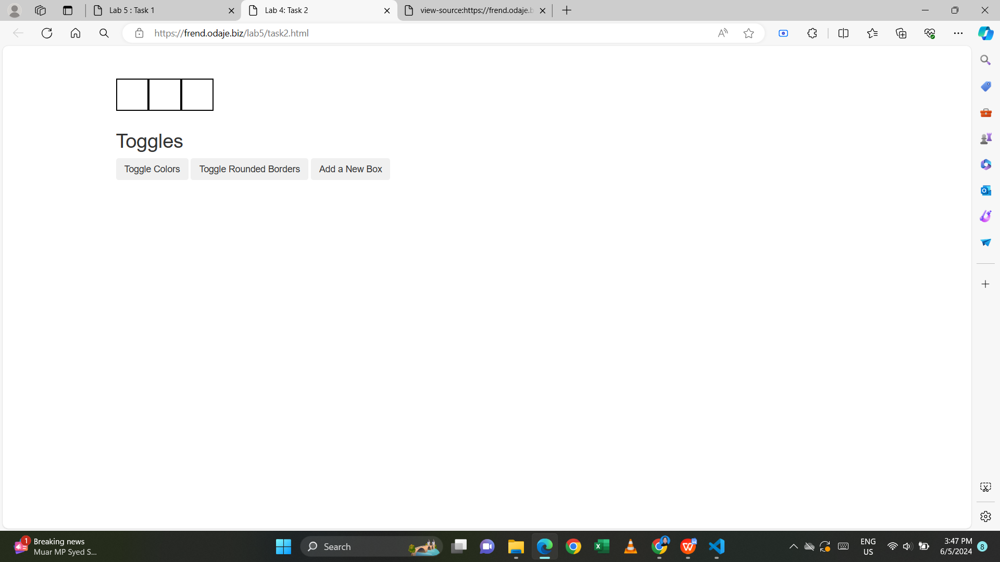 Lab 5 : Task 1
Lab 4: Task 2
view-source:https://frend.odaje.b
https://frend.odaje.biz/lab5/task2.html
Toggles
Toggle Colors
Toggle Rounded Borders
Add a New Box
1
Breaking news
Muar MP Syed S...
Search
ENG
US
3:47 PM
6/5/2024
8